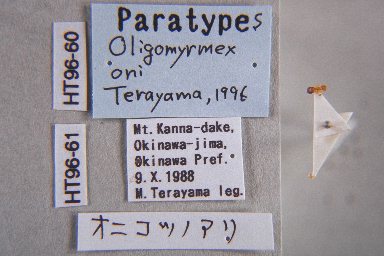 HT96-60
HT96-61
Paratypes
Oligomyrmex
oni
Terayama, 1996
Mt. Kanna-dake,
Okinawa-jima,
Okinawa Pref.
9. X. 1988
M. Terayama leg.
オニコツノアリ